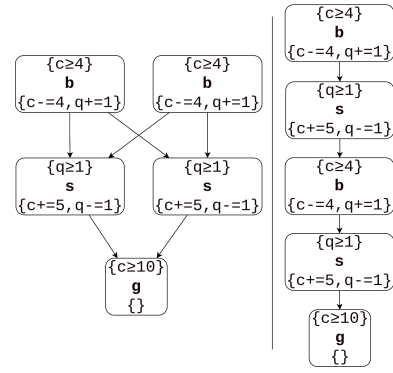 {c≥4}
b
{c-=4,q+=1}
{c≥4}
b
{c-=4,q+=1}
{q≥1}
s
{c+=5,q-=1}
{q≥1}
s
{c+=5,q-=1}
{c≥10}
g
{}
{c≥4}
b
{c-=4,q+=1}
{q≥1}
s
{c+=5,q-=1}
{c≥4}
b
{c-=4,q+=1}
{q≥1}
s
{c+=5,q-=1}
{c≥10}
g
{}